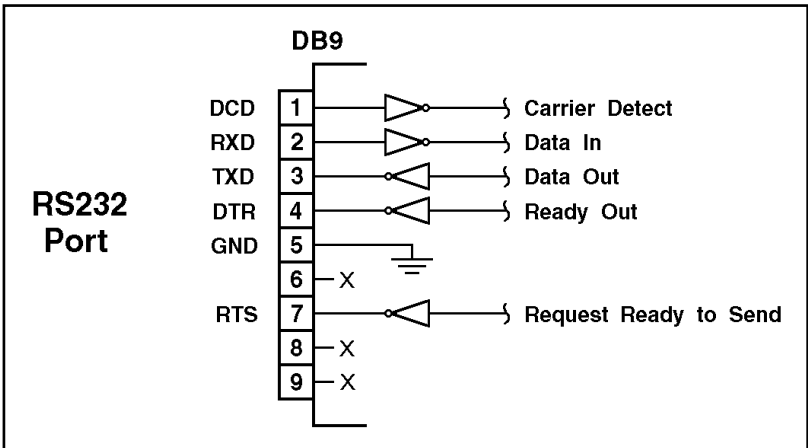 DB9
DCD 1 Carrier Detect
RXD 2 Data In
TXD 3 Data Out
DTR 4 Ready Out
GND 5
6 X
RTS 7 Request Ready to Send
8 X
9 X
RS232
Port